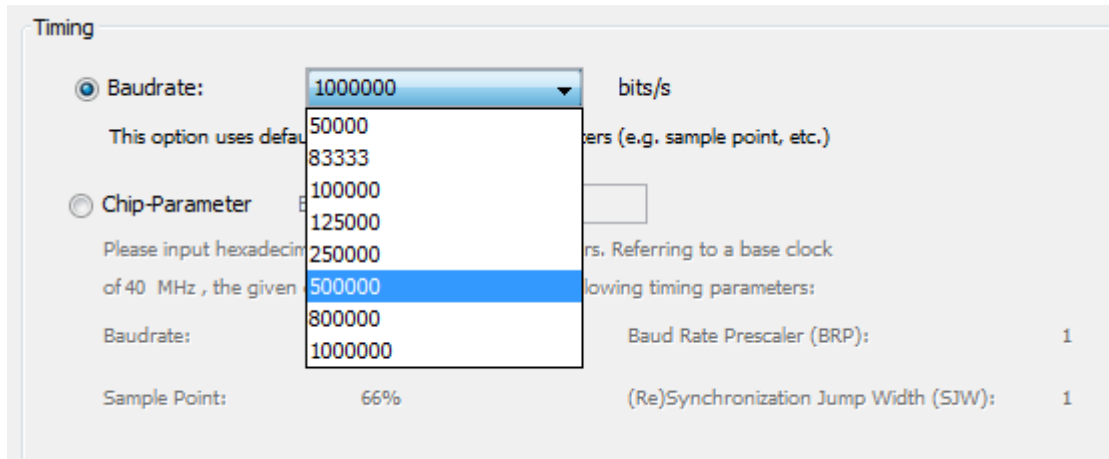 Timing
Baudrate: 1000000 bits/s
50000
This option uses defau ters (e.g. sample point, etc.)
83333
100000
Chip-Parameter
125000
Please input hexadecim rs. Referring to a base clock
250000
of 40 MHz , the given lowing timing parameters:
500000
800000
Baudrate: Baud Rate Prescaler (BRP): 1
1000000
Sample Point: 66% (Re)Synchronization Jump Width (SJW): 1